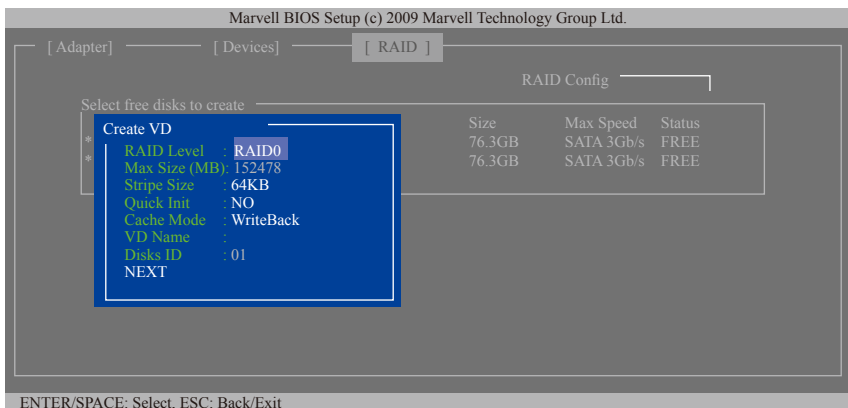 Marvell BIOS Setup (c) 2009 Marvell Technology Group Ltd.
[ Adapter] [ Devices] [ RAID ]
RAID Config
Select free disks to create
Size Max Speed Status
* 76.3GB SATA 3Gb/s FREE
* 76.3GB SATA 3Gb/s FREE
Create VD
RAID Level : RAID0
Max Size (MB): 152478
Stripe Size : 64KB
Quick Init : NO
Cache Mode : WriteBack
VD Name :
Disks ID : 01
NEXT
ENTER/SPACE: Select, ESC: Back/Exit